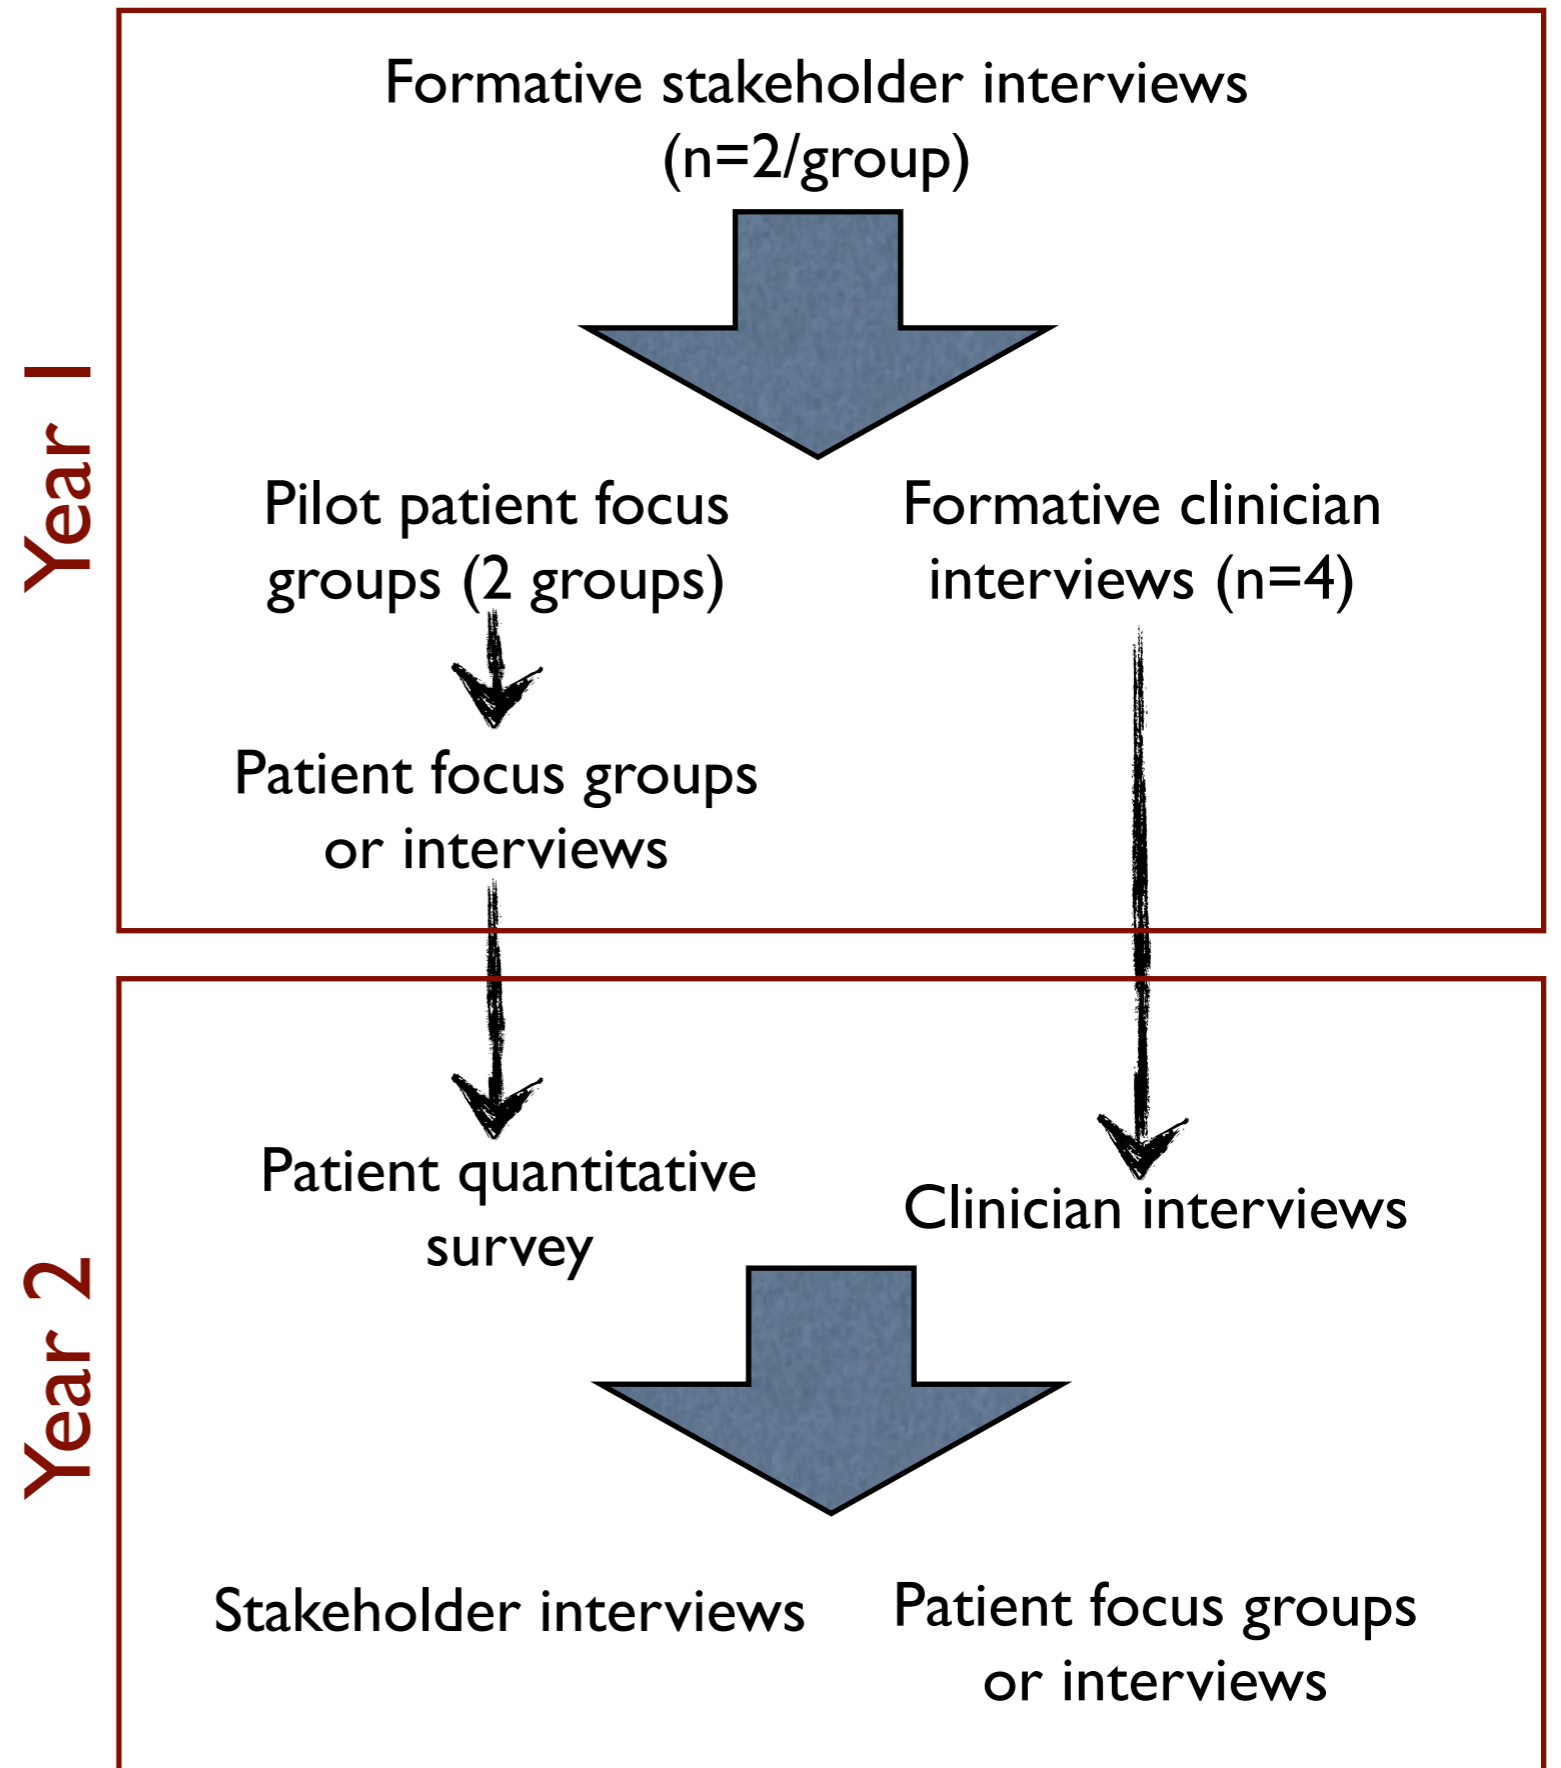 Year 1
Formative stakeholder interviews
(n=2/group)
Pilot patient focus
groups (2 groups)
Formative clinician
interviews (n=4)
Patient focus groups
or interviews
Year 2
Patient quantitative
survey
Clinician interviews
Stakeholder interviews
Patient focus groups
or interviews